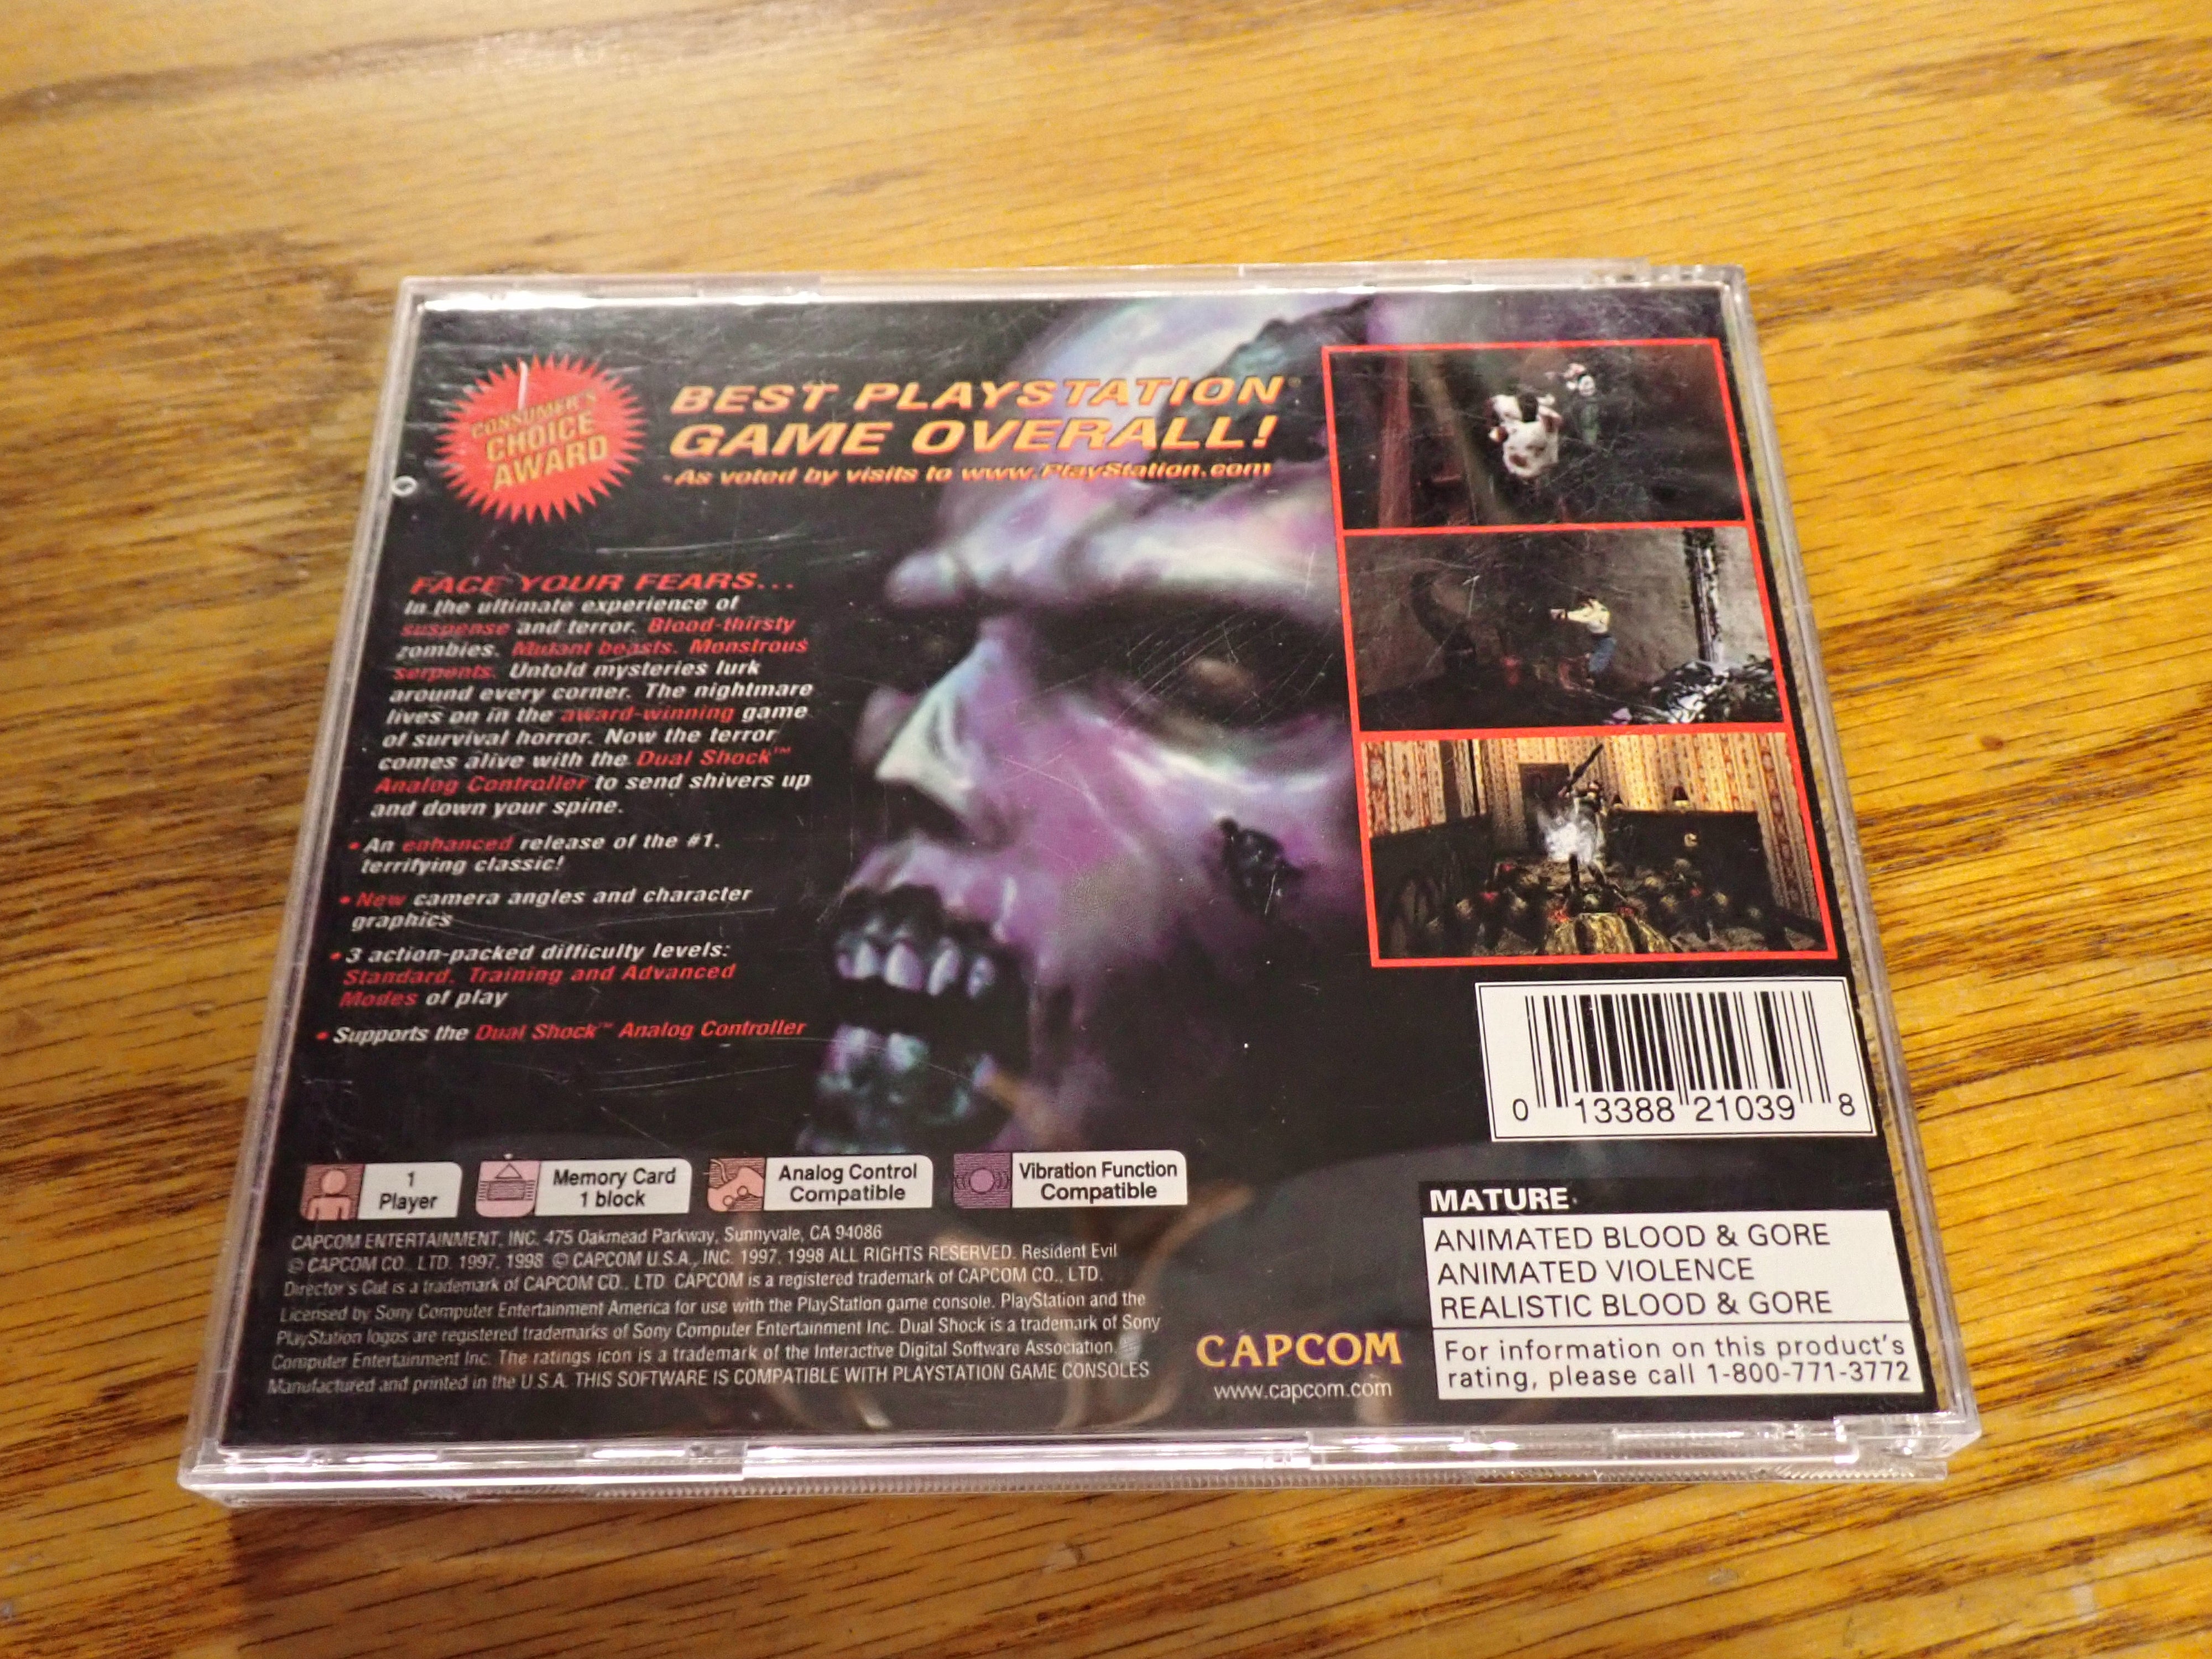 CONSUMER'S
CHOICE
AWARD
BEST PLAYSTATION®
GAME OVERALL!
-As voted by visits to www.PlayStation.com
FACE YOUR FEARS...
In the ultimate experience of
suspense and terror. Blood-thirsty
zombies. Mutant beasts. Monstrous
serpents. Untold mysteries lurk
around every corner. The nightmare
lives on in the award-winning game
of survival horror. Now the terror
comes alive with the Dual Shock™
Analog Controller to send shivers up
and down your spine.
• An enhanced release of the #1.
terrifying classic!
• New camera angles and character
graphics
• 3 action-packed difficulty levels:
Standard, Training and Advanced
Modes of play
• Supports the Dual Shock™ Analog Controller
0 13388 21039 8
1
Player
Memory Card
1 block
Analog Control
Compatible
Vibration Function
Compatible
CAPCOM ENTERTAINMENT, INC. 475 Oakmead Parkway, Sunnyvale, CA 94086
© CAPCOM CO., LTD. 1997, 1998 © CAPCOM U.S.A., INC. 1997, 1998 ALL RIGHTS RESERVED. Resident Evil
Director's Cut is a trademark of CAPCOM CO., LTD. CAPCOM is a registered trademark of CAPCOM CO., LTD.
Licensed by Sony Computer Entertainment America for use with the PlayStation game console. PlayStation and the
PlayStation logos are registered trademarks of Sony Computer Entertainment Inc. Dual Shock is a trademark of Sony
Computer Entertainment Inc. The ratings icon is a trademark of the Interactive Digital Software Association.
Manufactured and printed in the U.S.A. THIS SOFTWARE IS COMPATIBLE WITH PLAYSTATION GAME CONSOLES
CAPCOM
www.capcom.com
MATURE
ANIMATED BLOOD & GORE
ANIMATED VIOLENCE
REALISTIC BLOOD & GORE
For information on this product's
rating, please call 1-800-771-3772